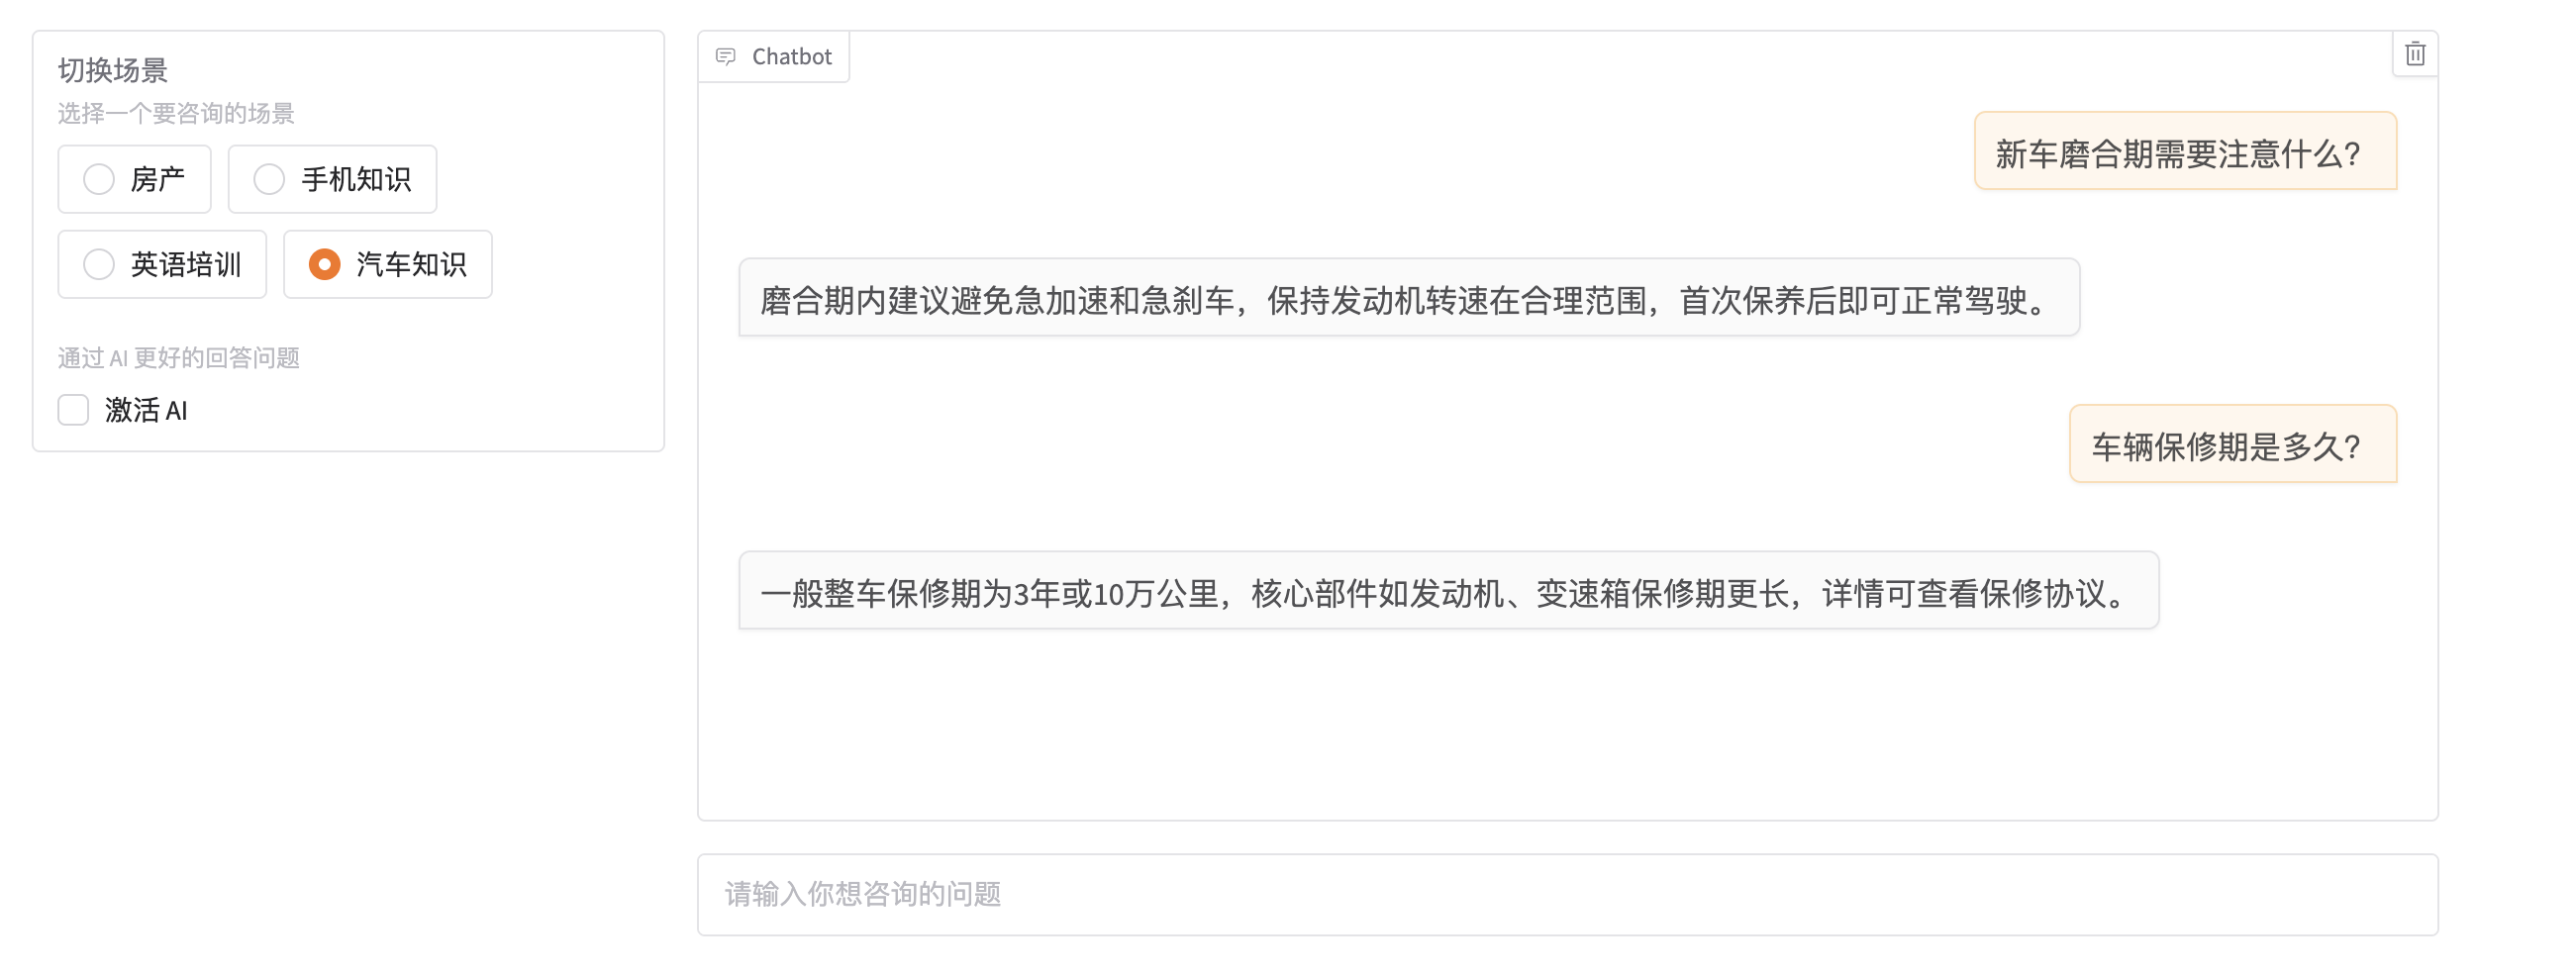 切换场景
选择一个要咨询的场景
房产
手机知识
英语培训
汽车知识
通过 AI 更好的回答问题
激活 AI
Chatbot
新车磨合期需要注意什么？
磨合期内建议避免急加速和急刹车，保持发动机转速在合理范围，首次保养后即可正常驾驶。
车辆保修期是多久？
一般整车保修期为3年或10万公里，核心部件如发动机、变速箱保修期更长，详情可查看保修协议。
请输入你想咨询的问题